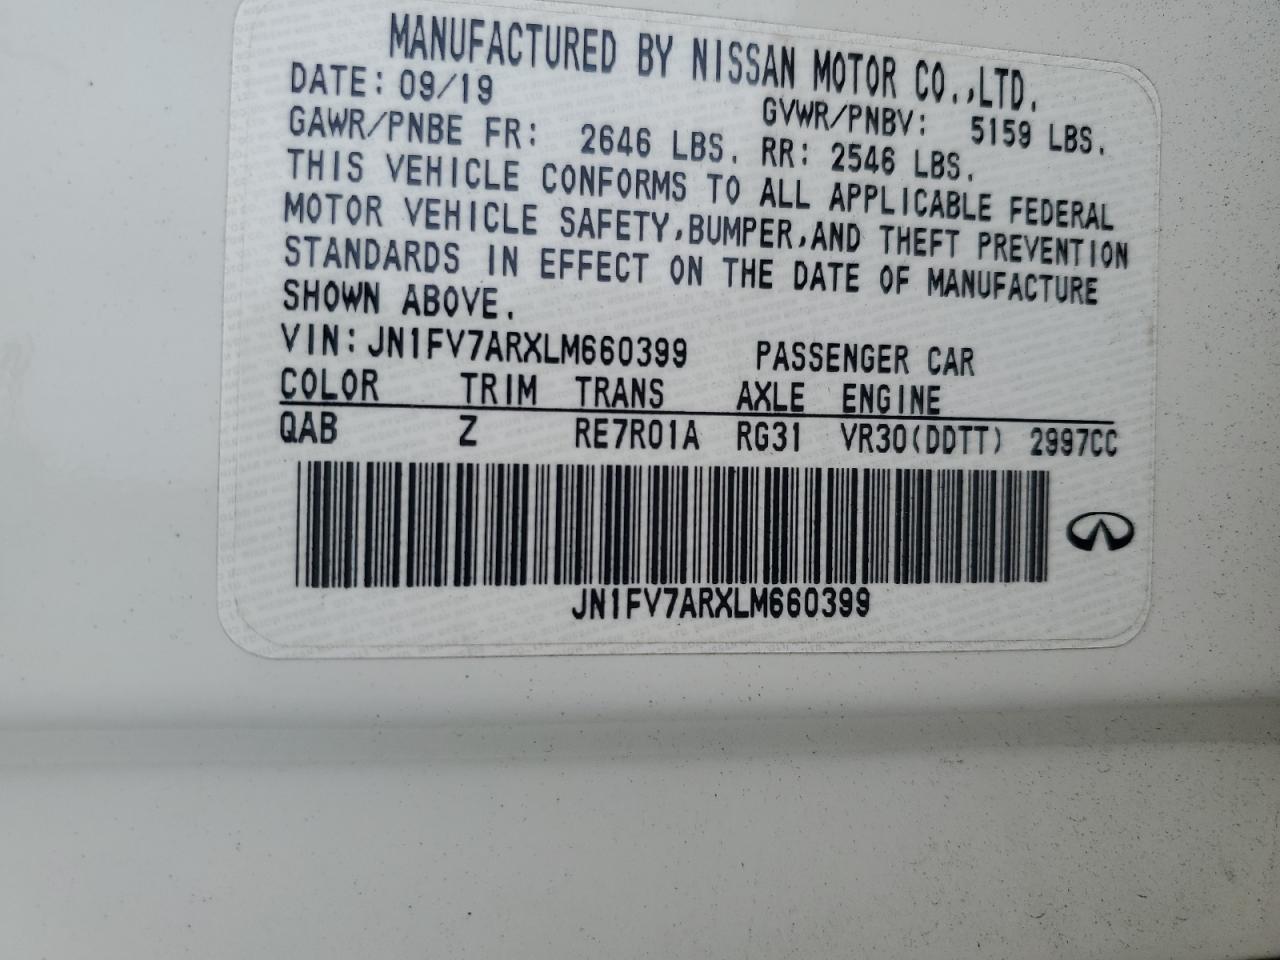 MANUFACTURED BY NISSAN MOTOR CO.,LTD.
DATE: 09/19 GVWR/PNBV: 5159 LBS.
GAWR/PNBE FR: 2646 LBS. RR: 2546 LBS.
THIS VEHICLE CONFORMS TO ALL APPLICABLE FEDERAL
MOTOR VEHICLE SAFETY,BUMPER,AND THEFT PREVENTION
STANDARDS IN EFFECT ON THE DATE OF MANUFACTURE
SHOWN ABOVE.
VIN: JN1FV7ARXLM660399 PASSENGER CAR
COLOR TRIM TRANS AXLE ENGINE
QAB Z RE7R01A RG31 VR30(DDTT) 2997CC
JN1FV7ARXLM660399